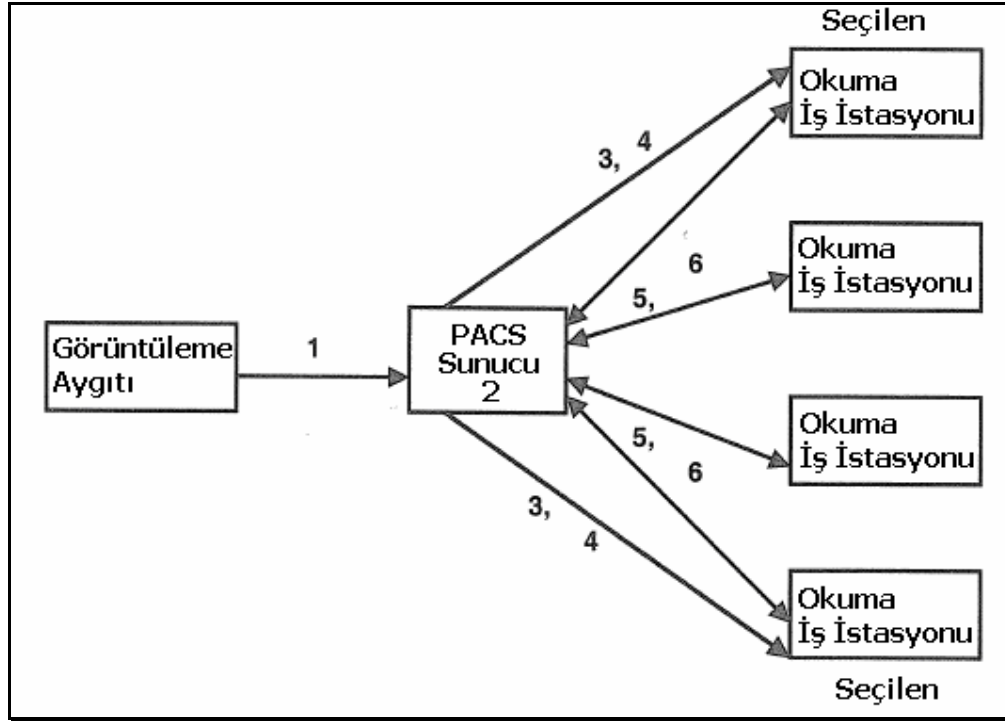 Seçilen
Okuma
İş İstasyonu
3, 4
6
5,
Okuma
İş İstasyonu
Görüntüleme
Aygıtı
1
PACS
Sunucu
2
5,
6
Okuma
İş İstasyonu
3,
4
Okuma
İş İstasyonu
Seçilen